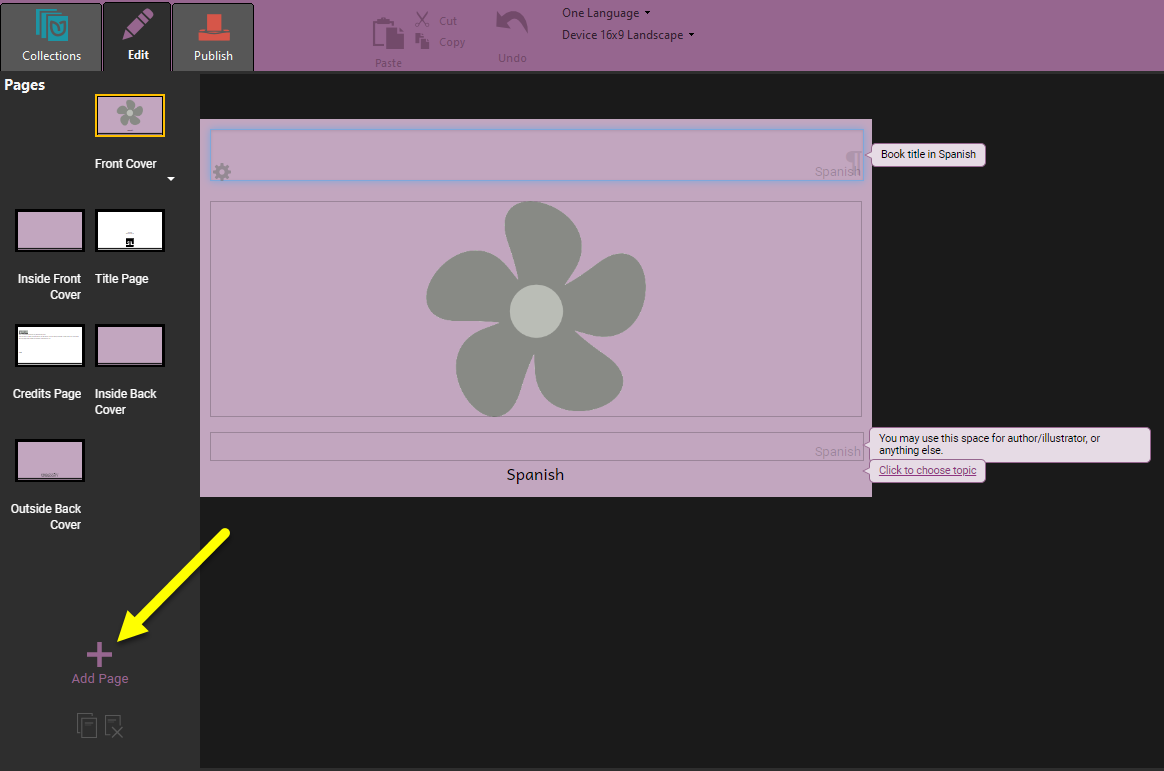 Collections
Edit
Publish
Paste
Cut
Copy
Undo
One Language
Device 16x9 Landscape
Pages
Front Cover
Inside Front
Cover
Title Page
Credits Page
Inside Back
Cover
Outside Back
Cover
Add Page
Spanish
Book title in Spanish
Spanish
You may use this space for author/illustrator, or
anything else.
Spanish
Click to choose topic